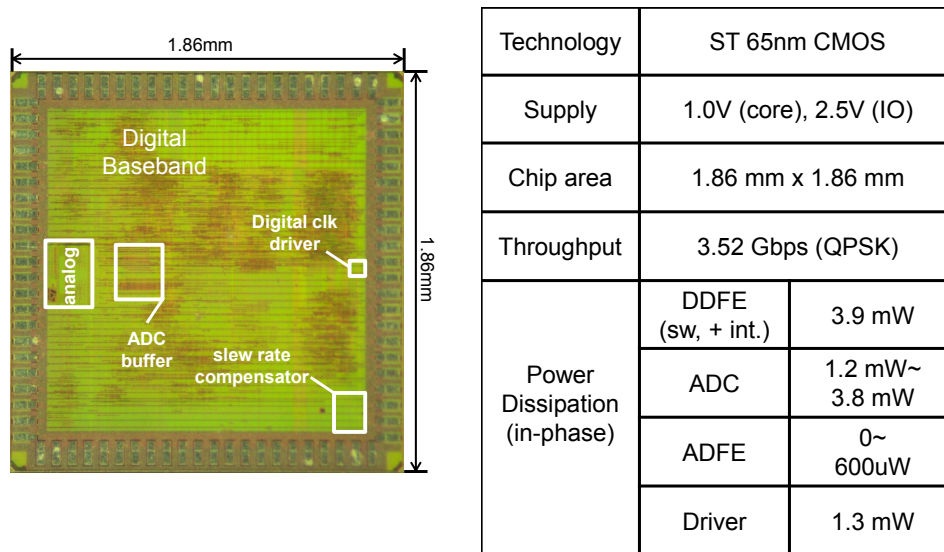 1.86mm
Digital
Baseband
Digital clk
driver
analog
1.86mm
ADC
buffer
slew rate
compensator
Technology
ST 65nm CMOS
Supply
1.0V (core), 2.5V (IO)
Chip area
1.86 mm x 1.86 mm
Throughput
3.52 Gbps (QPSK)
Power
Dissipation
(in-phase)
DDFE
(sw, + int.)
3.9 mW
ADC
1.2 mW~
3.8 mW
ADFE
0~
600uW
Driver
1.3 mW